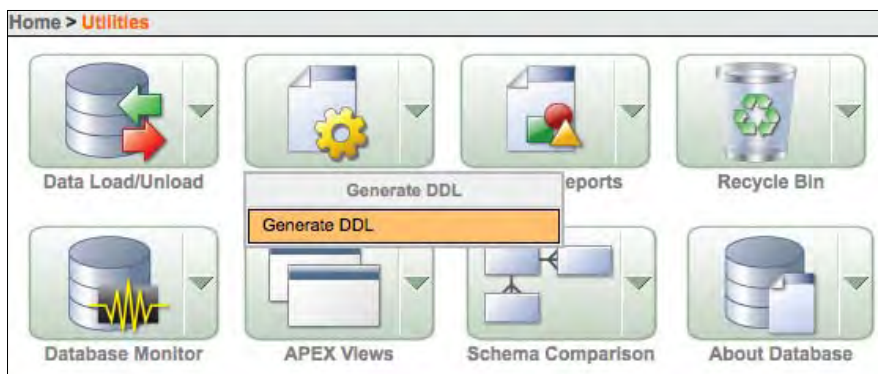 Home > Utilities
Data Load/Unload
Generate DDL
eports
Recycle Bin
Generate DDL
Database Monitor
APEX Views
Schema Comparison
About Database